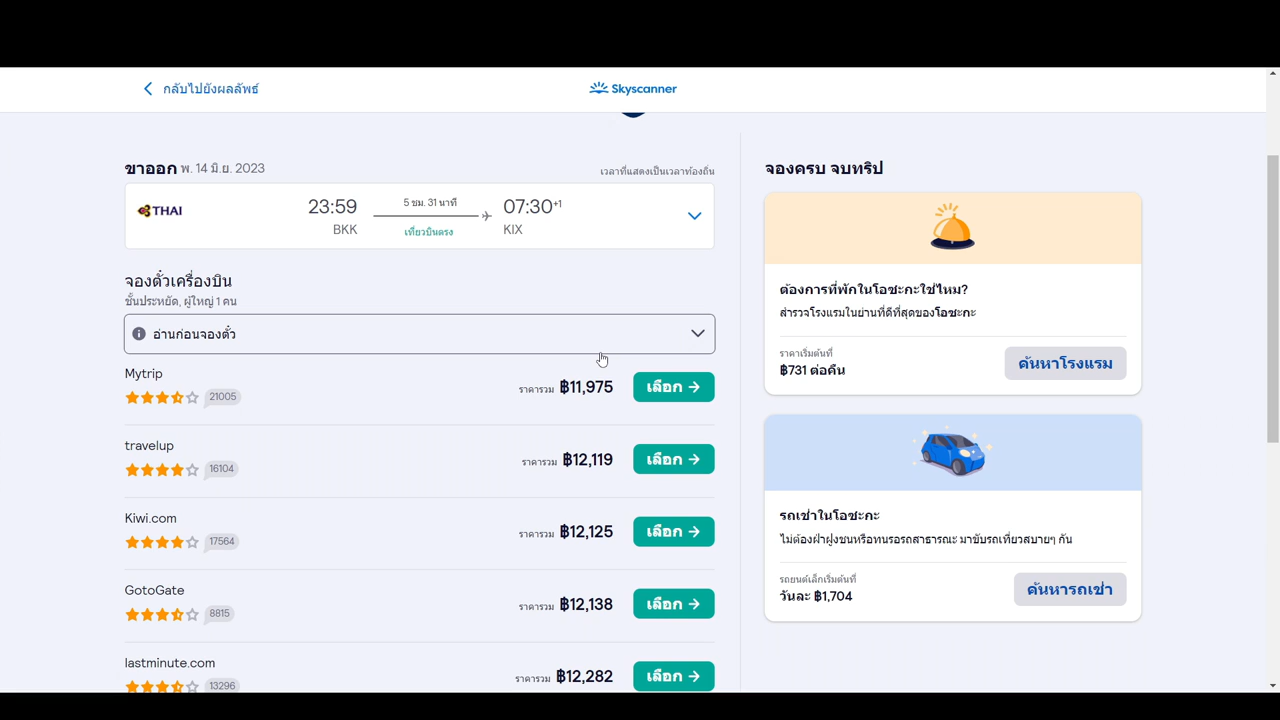 กลับไปยังผลลัพธ์
Skyscanner
ขาออก พ. 14 มิ.ย. 2023
เวลาที่แสดงเป็นเวลาท้องถิ่น
THAI
23:59
BKK
5 ชม. 31 นาที
เที่ยวบินตรง
07:30+1
KIX
จองตั๋วเครื่องบิน
ชั้นประหยัด, ผู้ใหญ่ 1 คน
อ่านก่อนจองตั๋ว
Mytrip
21005
ราคารวม ฿11,975
เลือก →
travelup
16104
ราคารวม ฿12,119
เลือก →
Kiwi.com
17564
ราคารวม ฿12,125
เลือก →
GotoGate
8815
ราคารวม ฿12,138
เลือก →
lastminute.com
13296
ราคารวม ฿12,282
เลือก →
จองครบ จบทริป
ต้องการที่พักในโอซะกะใช่ไหม?
สำรวจโรงแรมในย่านที่ดีที่สุดของโอซะกะ
ราคาเริ่มต้นที่
฿731 ต่อคืน
ค้นหาโรงแรม
รถเช่าในโอซะกะ
ไม่ต้องฝ่าฝูงชนหรือทนรอรถสาธารณะ มาขับรถเที่ยวสบายๆ กัน
รถยนต์เล็กเริ่มต้นที่
วันละ ฿1,704
ค้นหารถเช่า